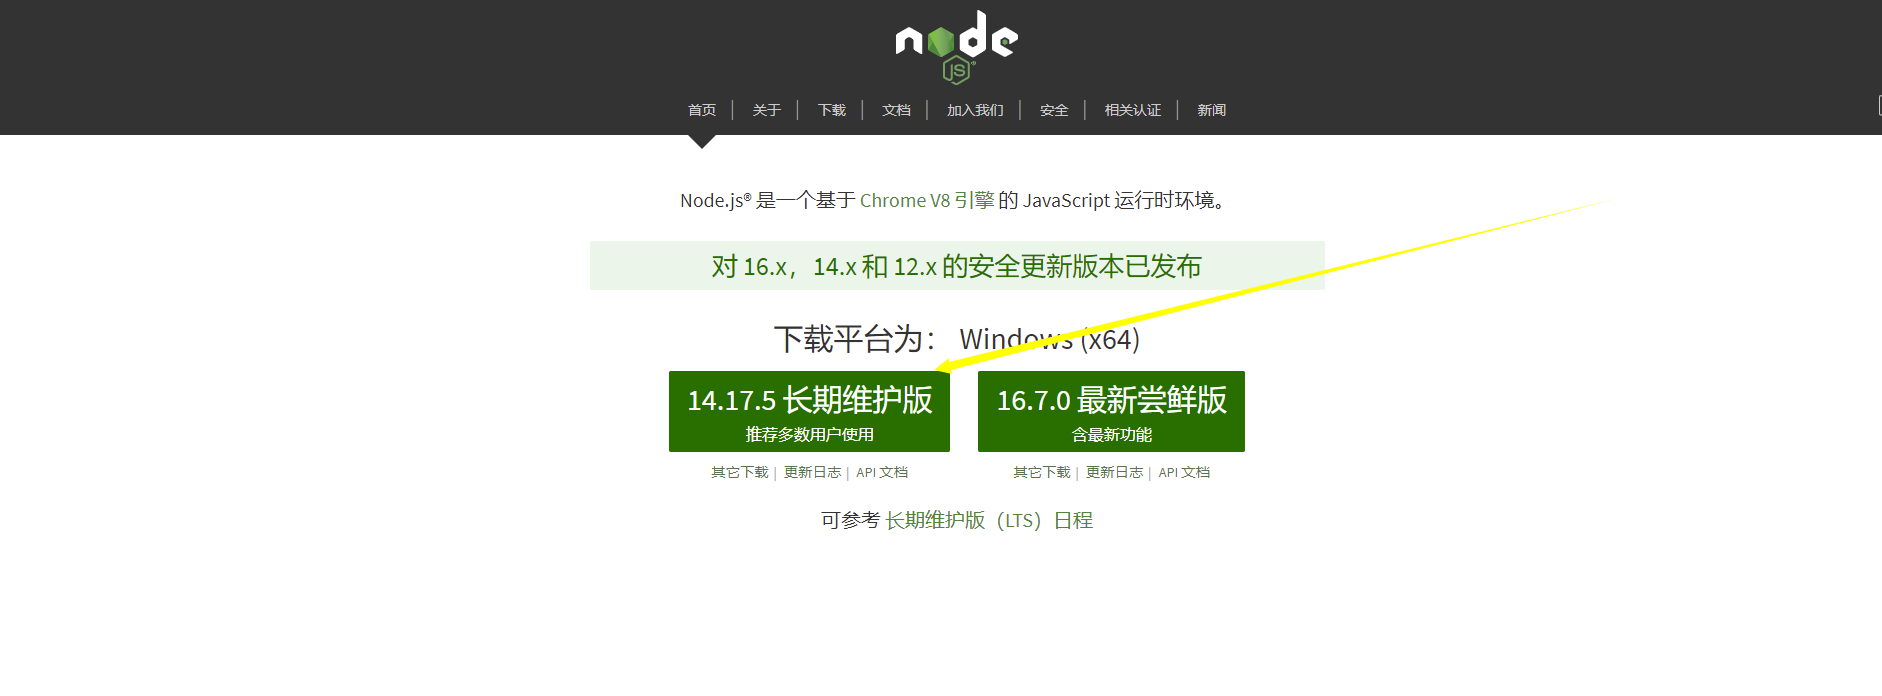 node
JS
首页 | 关于 | 下载 | 文档 | 加入我们 | 安全 | 相关认证 | 新闻
Node.js® 是一个基于 Chrome V8 引擎 的 JavaScript 运行时环境。
对 16.x，14.x 和 12.x 的安全更新版本已发布
下载平台为： Windows (x64)
14.17.5 长期维护版
推荐多数用户使用
16.7.0 最新尝鲜版
含最新功能
其它下载 | 更新日志 | API 文档
其它下载 | 更新日志 | API 文档
可参考 长期维护版（LTS）日程